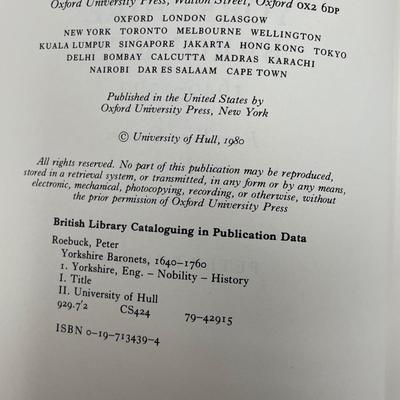 Oxford University Press, Walton Street, Oxford OX2 6DP
OXFORD LONDON GLASGOW
NEW YORK TORONTO MELBOURNE WELLINGTON
KUALA LUMPUR SINGAPORE JAKARTA HONG KONG TOKYO
DELHI BOMBAY CALCUTTA MADRAS KARACHI
NAIROBI DAR ES SALAAM CAPE TOWN
Published in the United States by
Oxford University Press, New York
© University of Hull, 1980
All rights reserved. No part of this publication may be reproduced,
stored in a retrieval system, or transmitted, in any form or by any means,
electronic, mechanical, photocopying, recording, or otherwise, without
the prior permission of Oxford University Press
British Library Cataloguing in Publication Data
Roebuck, Peter
Yorkshire Baronets, 1640–1760
1. Yorkshire, Eng. – Nobility – History
I. Title
II. University of Hull
929.7'2 CS424 79-42915
ISBN 0-19-713439-4